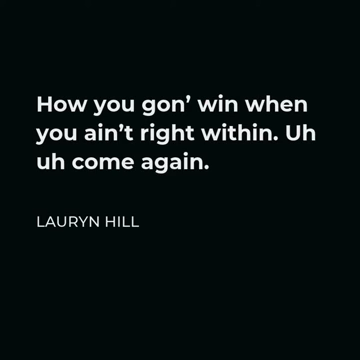 How you gon’ win when
you ain’t right within. Uh
uh come again.
LAURYN HILL